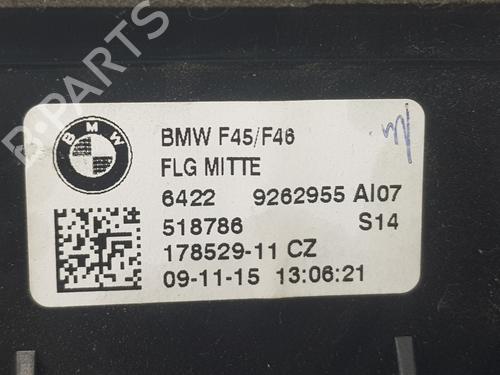 B-PARTS
BMW
BMW F45/F46
FLG MITTE
6422 9262955 AI07
518786 S14
178529-11 CZ
09-11-15 13:06:21